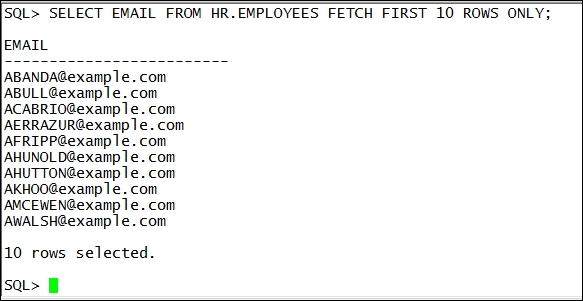 SQL> SELECT EMAIL FROM HR.EMPLOYEES FETCH FIRST 10 ROWS ONLY;
EMAIL
-------------------------
ABANDA@example.com
ABULL@example.com
ACABRIO@example.com
AERRAZUR@example.com
AFRIPP@example.com
AHUNOLD@example.com
AHUTTON@example.com
AKHOO@example.com
AMCEWEN@example.com
AWALSH@example.com
10 rows selected.
SQL>